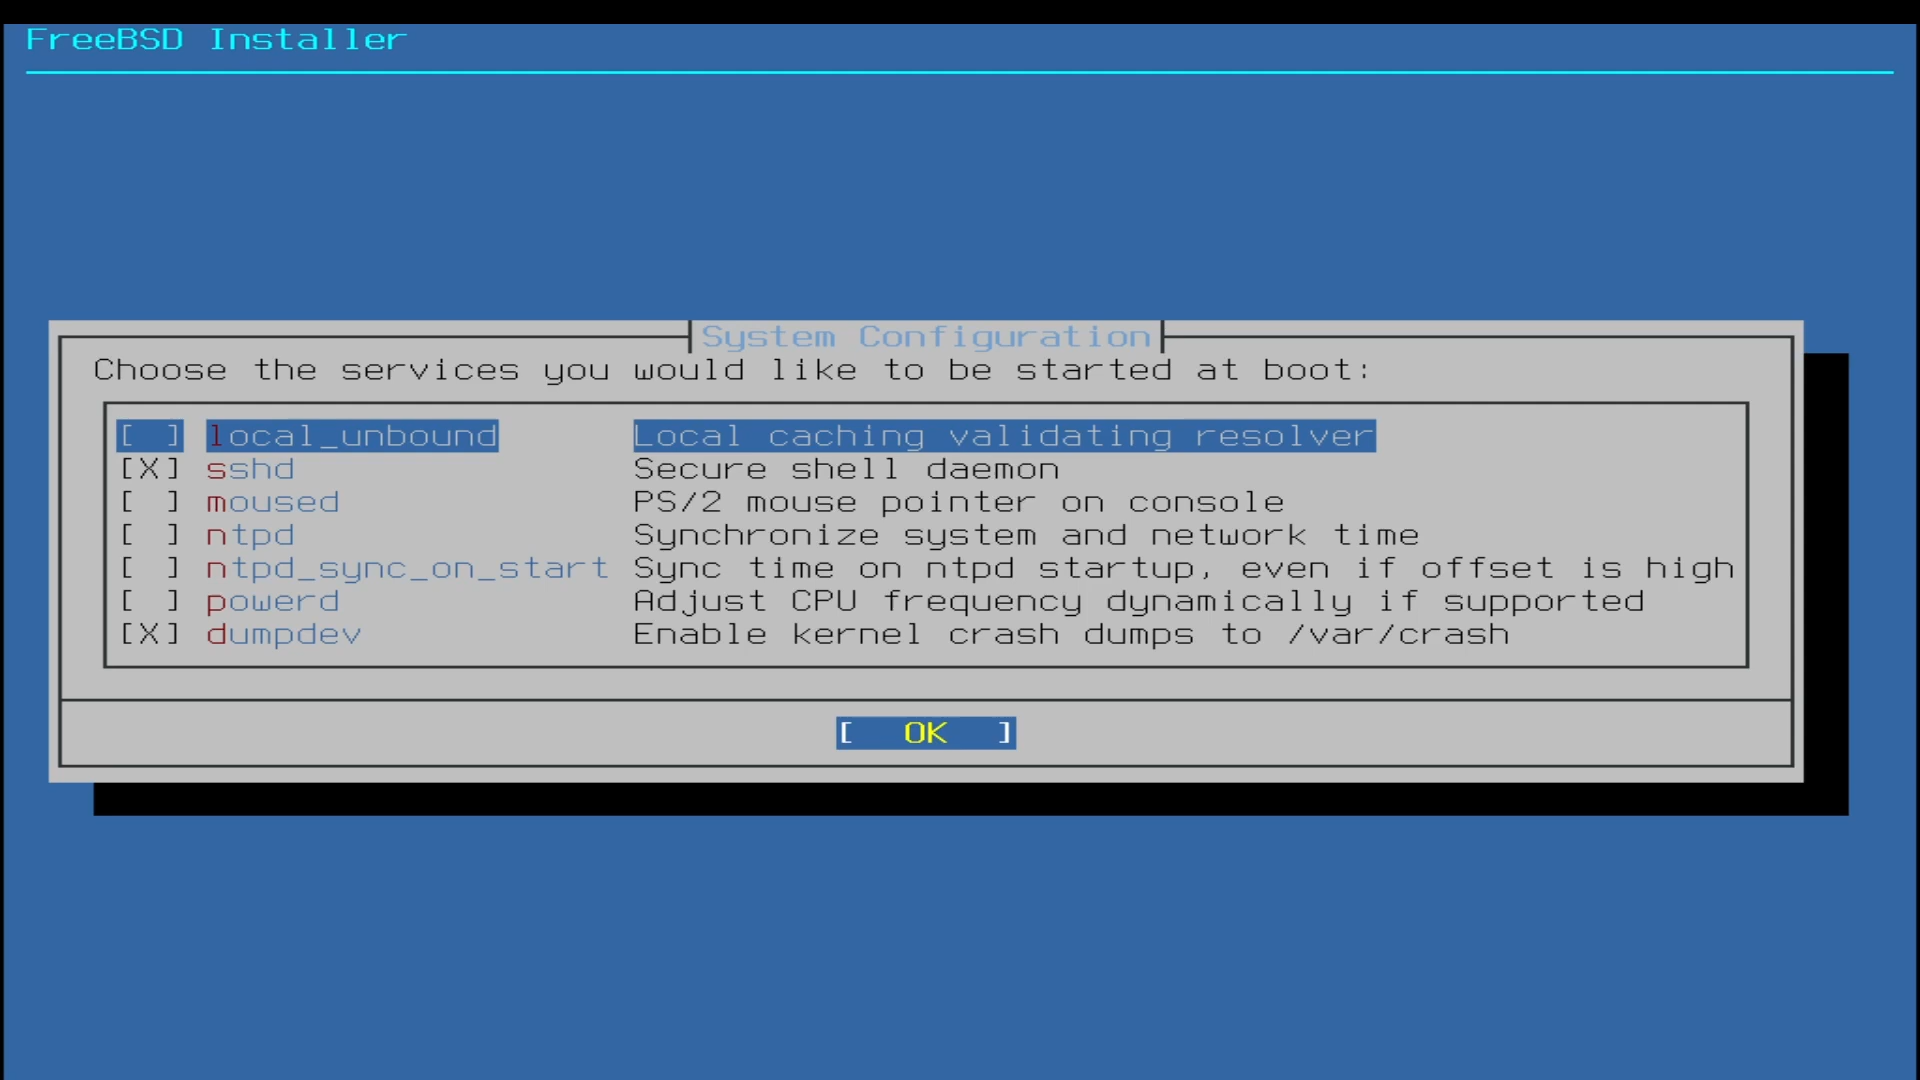 FreeBSD Installer
System Configuration
Choose the services you would like to be started at boot:
[ ] local_unbound Local caching validating resolver
[X] sshd Secure shell daemon
[ ] moused PS/2 mouse pointer on console
[ ] ntpd Synchronize system and network time
[ ] ntpd_sync_on_start Sync time on ntpd startup, even if offset is high
[ ] powerd Adjust CPU frequency dynamically if supported
[X] dumpdev Enable kernel crash dumps to /var/crash
[ OK ]